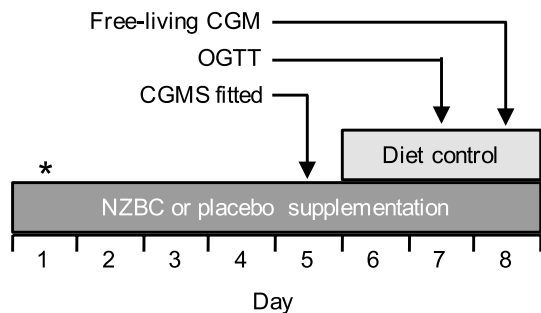 Free-living CGM
OGTT
CGMS fitted
Diet control
*
NZBC or placebo supplementation
1 2 3 4 5 6 7 8
Day